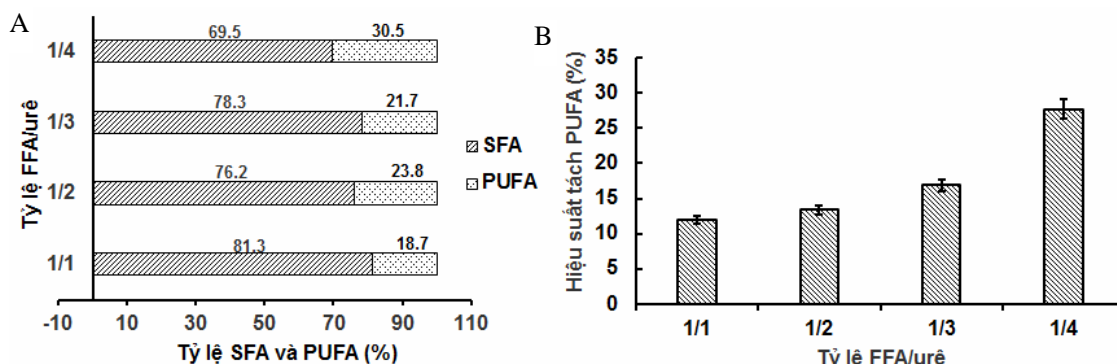 A
Tỷ lệ FFA/urê
1/4
69.5
30.5
1/3
78.3
21.7
1/2
76.2
23.8
1/1
81.3
18.7
SFA
PUFA
-10 10 30 50 70 90 110
Tỷ lệ SFA và PUFA (%)
B
Hiệu suất tách PUFA (%)
35
30
25
20
15
10
5
0
1/1 1/2 1/3 1/4
Tỷ lệ FFA/urê